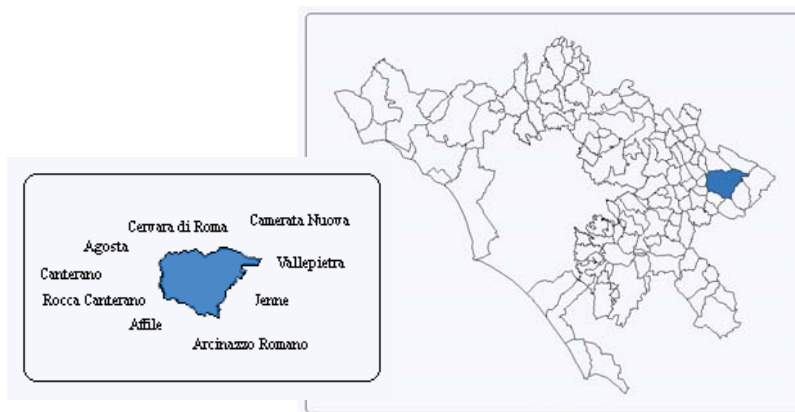 Cervara di Roma
Camerata Nuova
Agosta
Vallepietra
Canterano
Rocca Canterano
Jenne
Affile
Arcinazzo Romano